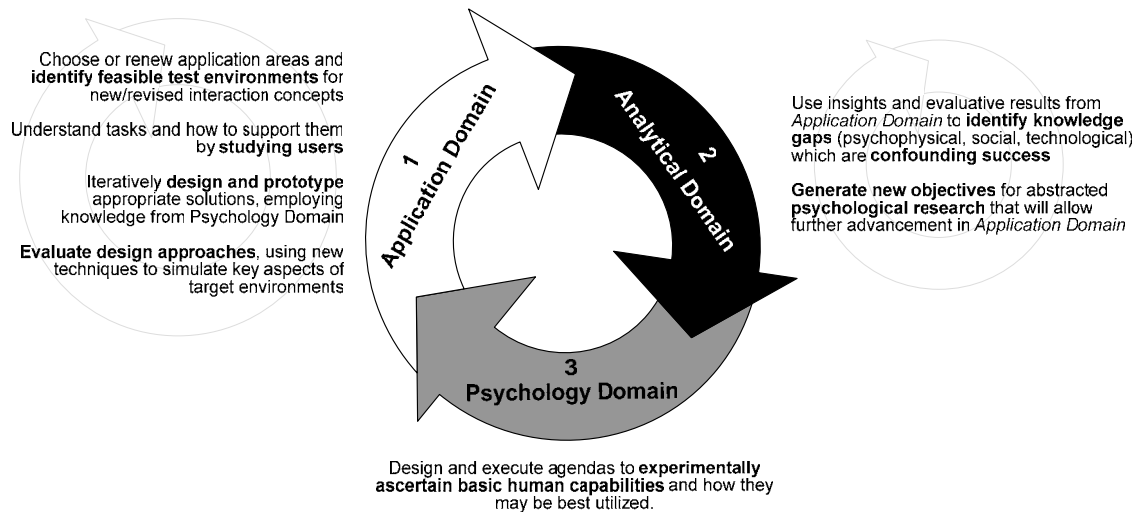 Choose or renew application areas and
identify feasible test environments for
new/revised interaction concepts
Understand tasks and how to support them
by studying users
Iteratively design and prototype
appropriate solutions, employing
knowledge from Psychology Domain
Evaluate design approaches, using new
techniques to simulate key aspects of
target environments
1
Application Domain
2
Analytical Domain
3
Psychology Domain
Use insights and evaluative results from
Application Domain to identify knowledge
gaps (psychophysical, social, technological)
which are confounding success
Generate new objectives for abstracted
psychological research that will allow
further advancement in Application Domain
Design and execute agendas to experimentally
ascertain basic human capabilities and how they
may be best utilized.